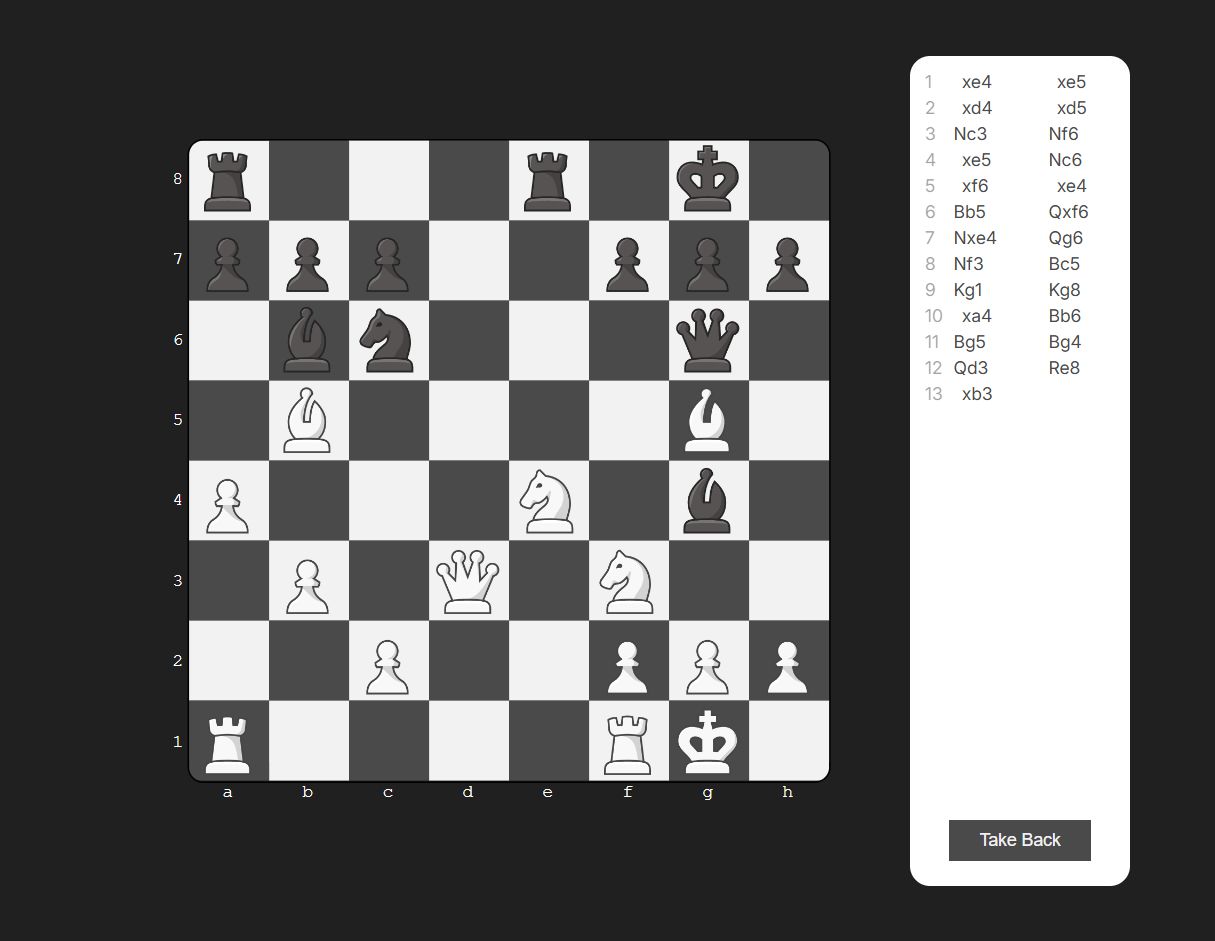 1 xe4 xe5
2 xd4 xd5
3 Nc3 Nf6
4 xe5 Nc6
5 xf6 xe4
6 Bb5 Qxf6
7 Nxe4 Qg6
8 Nf3 Bc5
9 Kg1 Kg8
10 xa4 Bb6
11 Bg5 Bg4
12 Qd3 Re8
13 xb3
8
7
6
5
4
3
2
1
a b c d e f g h
Take Back